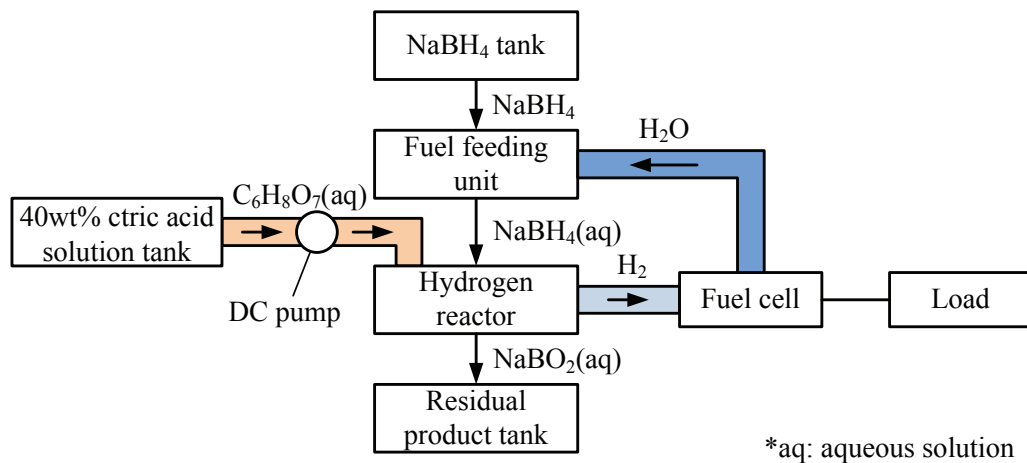 NaBH₄ tank
NaBH₄
H₂O
Fuel feeding
unit
C₆H₈O₇(aq)
40wt% ctric acid
solution tank
NaBH₄(aq)
H₂
DC pump
Hydrogen
reactor
Fuel cell
Load
NaBO₂(aq)
Residual
product tank
*aq: aqueous solution